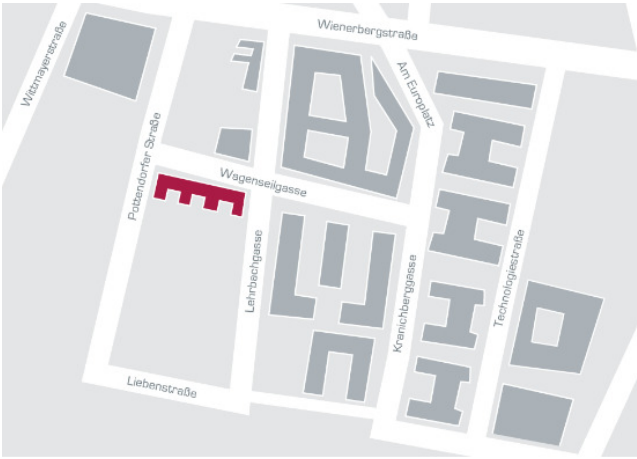 Wienerbergstraße
Wittmayerstraße
Am Europlatz
Pottendorfer Straße
Wagenseilgasse
Lehrbachgasse
Kranichberggasse
Technologiestraße
Liebenstraße